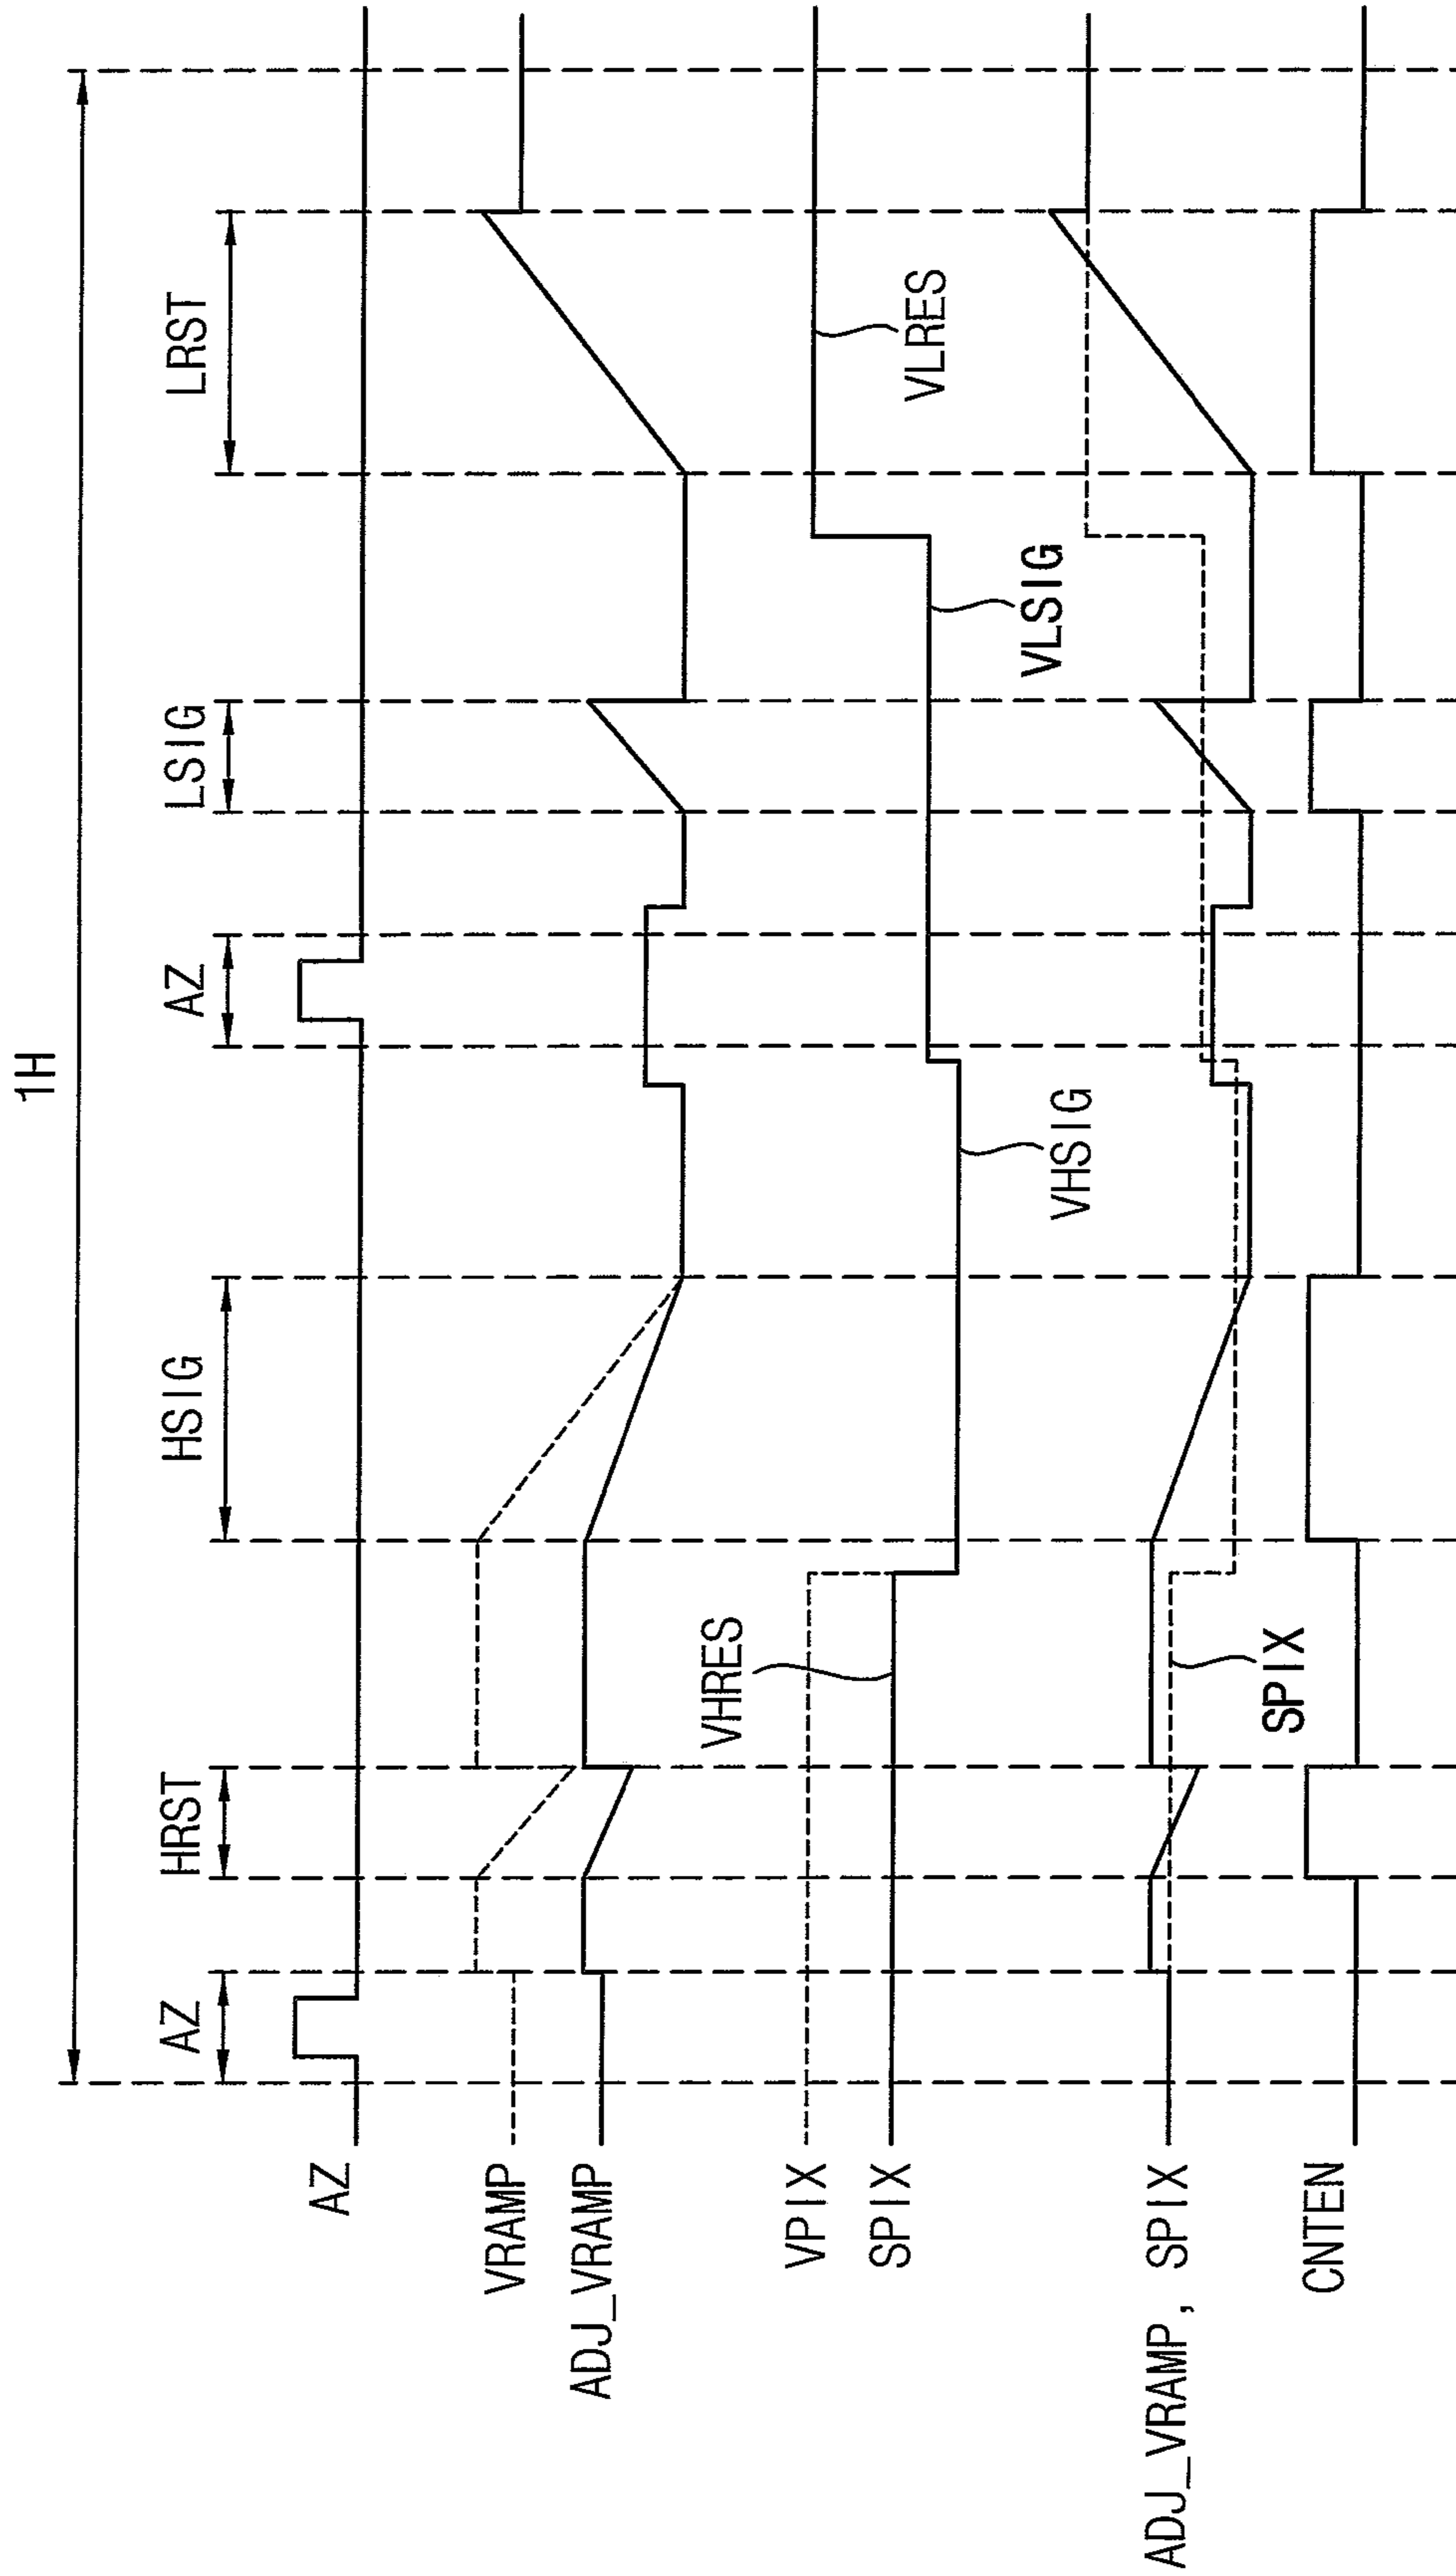 1H
AZ
HRST
HSIG
AZ
LSIG
LRST
AZ
VRAMP
ADJ_VRAMP
VPIX
SPIX
VHRES
VHSIG
VLSIG
VLRES
ADJ_VRAMP, SPIX
SPIX
CNTEN